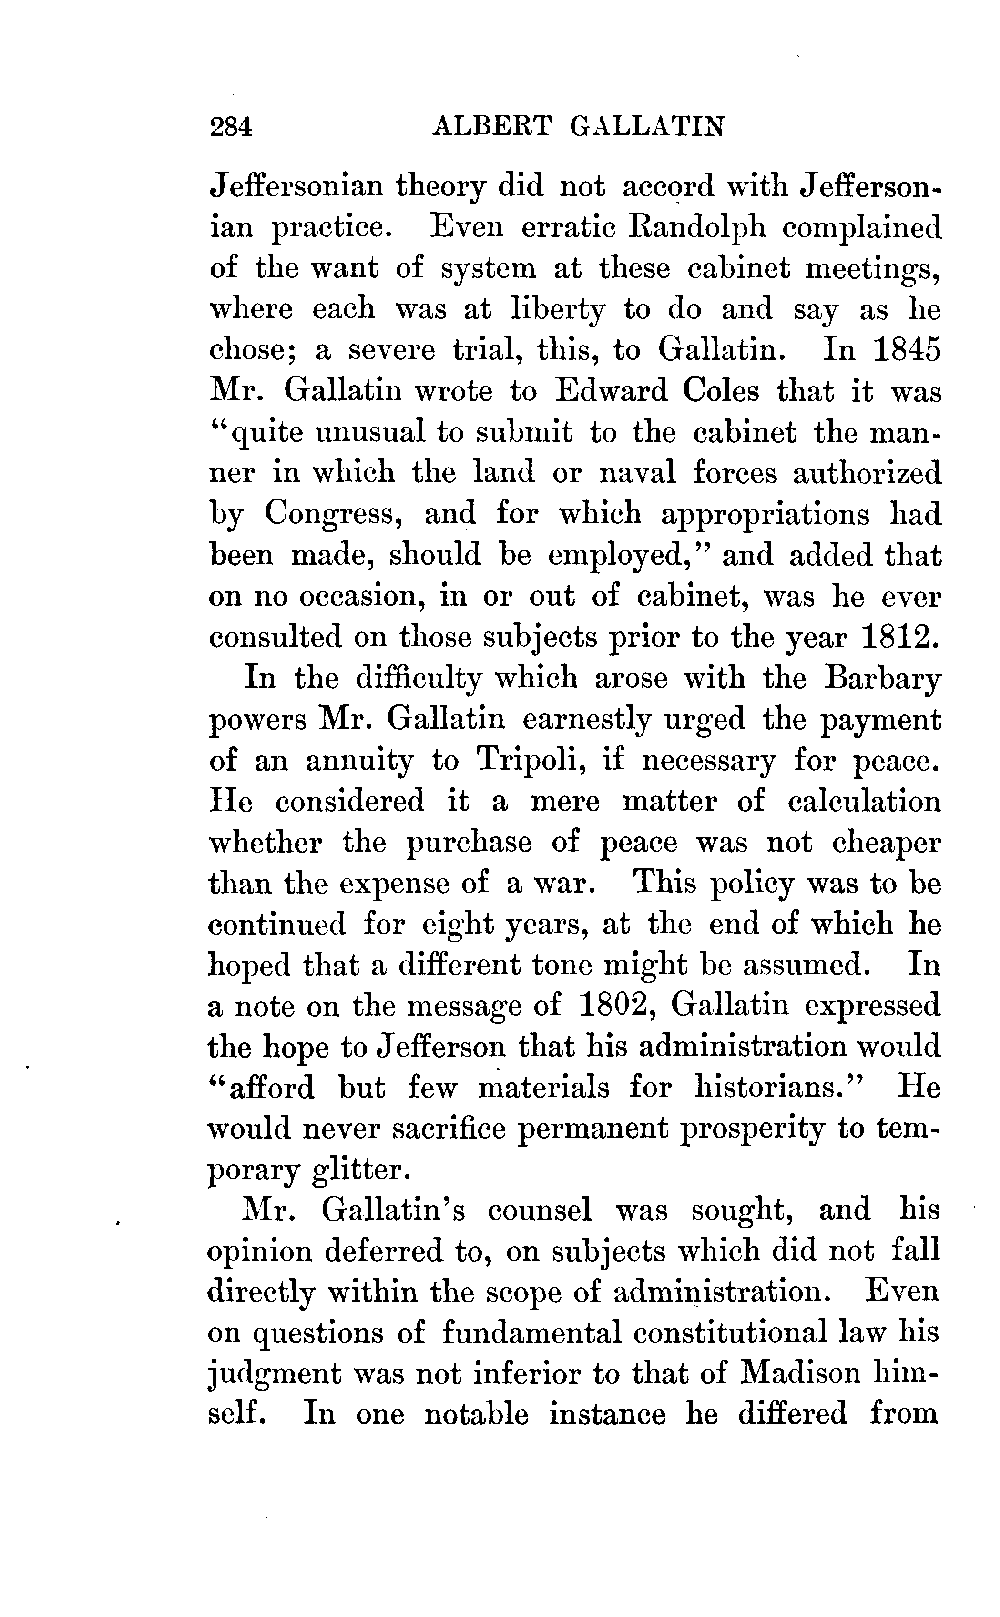 284 ALBERT GALLATIN
Jeffersonian theory did not accord with Jefferson-
ian practice. Even erratic Randolph complained
of the want of system at these cabinet meetings,
where each was at liberty to do and say as he
chose; a severe trial, this, to Gallatin. In 1845
Mr. Gallatin wrote to Edward Coles that it was
“quite unusual to submit to the cabinet the man-
ner in which the land or naval forces authorized
by Congress, and for which appropriations had
been made, should be employed,” and added that
on no occasion, in or out of cabinet, was he ever
consulted on those subjects prior to the year 1812.
In the difficulty which arose with the Barbary
powers Mr. Gallatin earnestly urged the payment
of an annuity to Tripoli, if necessary for peace.
He considered it a mere matter of calculation
whether the purchase of peace was not cheaper
than the expense of a war. This policy was to be
continued for eight years, at the end of which he
hoped that a different tone might be assumed. In
a note on the message of 1802, Gallatin expressed
the hope to Jefferson that his administration would
“afford but few materials for historians.” He
would never sacrifice permanent prosperity to tem-
porary glitter.
Mr. Gallatin’s counsel was sought, and his
opinion deferred to, on subjects which did not fall
directly within the scope of administration. Even
on questions of fundamental constitutional law his
judgment was not inferior to that of Madison him-
self. In one notable instance he differed from